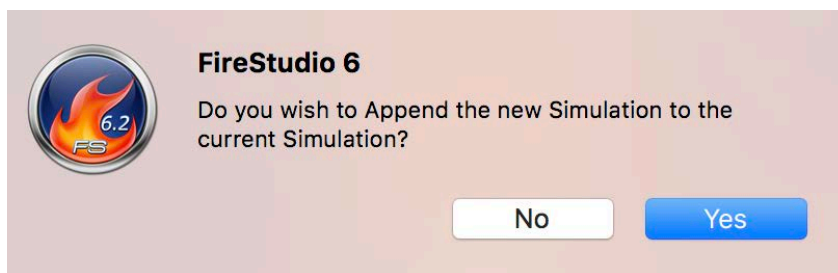 FireStudio 6
Do you wish to Append the new Simulation to the
current Simulation?
6.2
FS
No
Yes